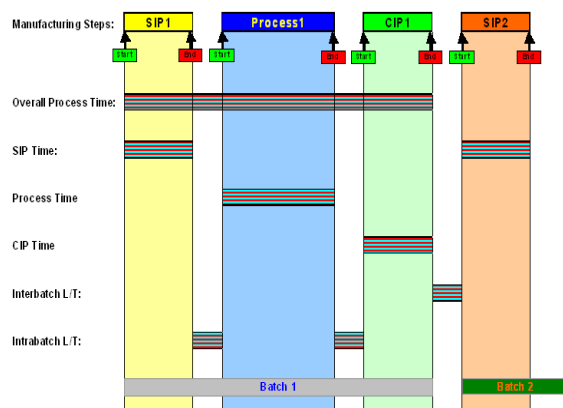 Manufacturing Steps: SIP1 Process1 CIP1 SIP2
Start End Start End Start End Start End
Overall Process Time:
SIP Time:
Process Time
CIP Time
Interbatch L/T:
Intrabatch L/T:
Batch 1 Batch 2